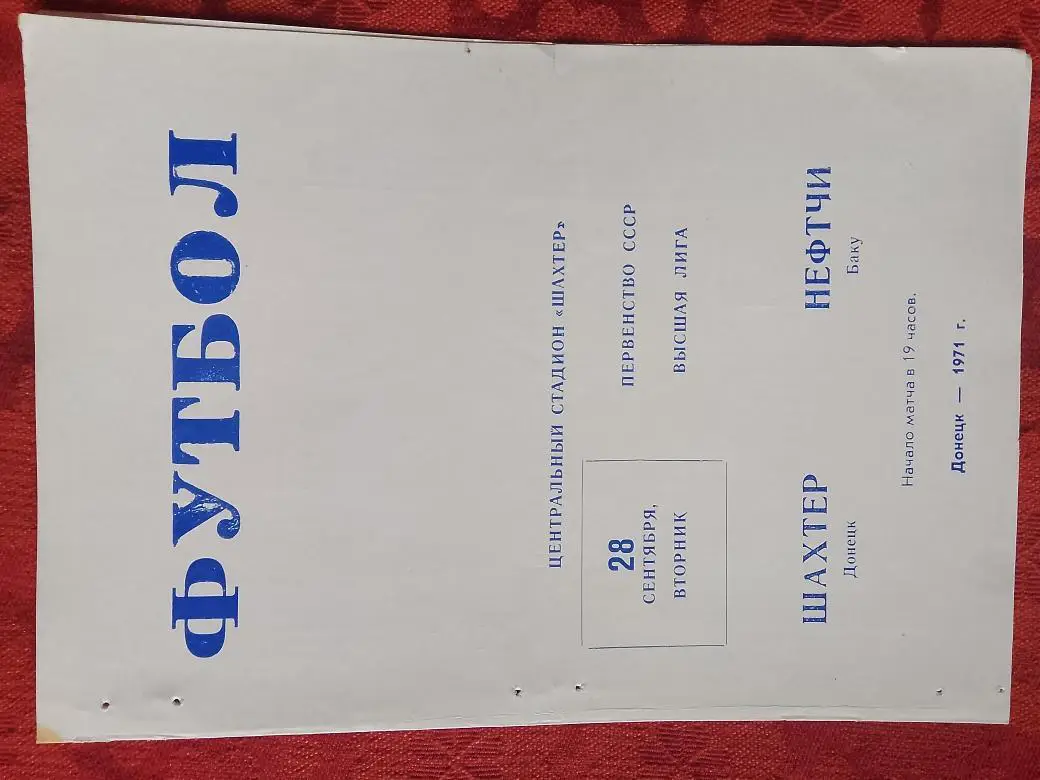 ФУТБОЛ
ЦЕНТРАЛЬНЫЙ СТАДИОН «ШАХТЕР»
28
СЕНТЯБРЯ,
ВТОРНИК
ПЕРВЕНСТВО СССР
ВЫСШАЯ ЛИГА
ШАХТЕР
Донецк
НЕФТЧИ
Баку
Начало матча в 19 часов.
Донецк — 1971 г.